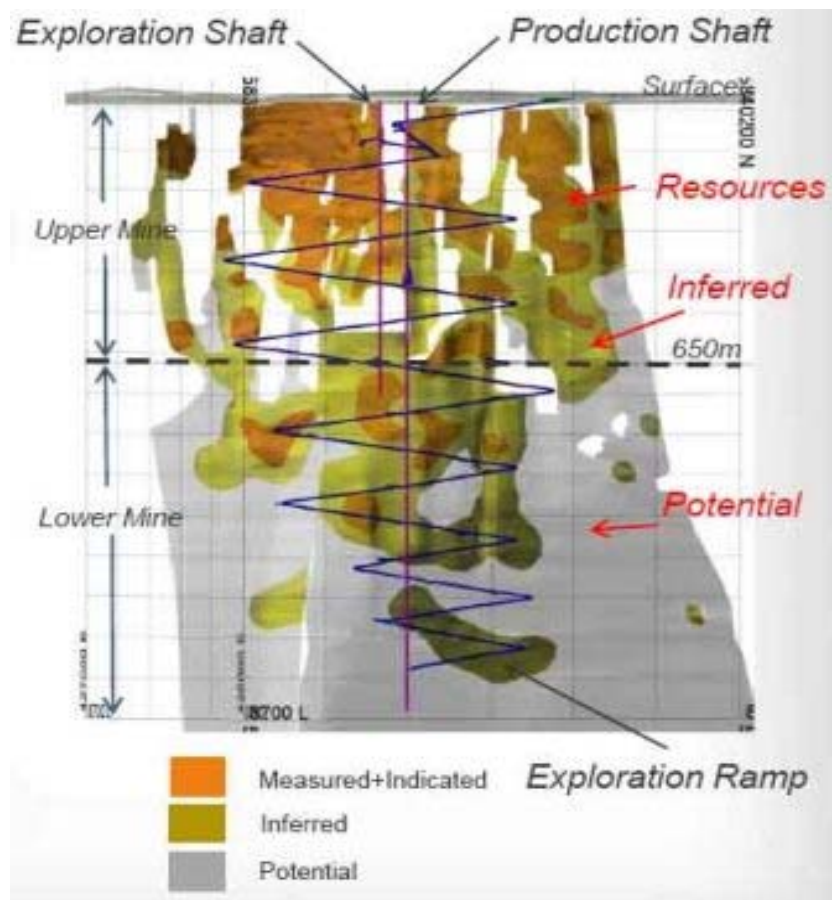 Exploration Shaft
Production Shaft
Surface
Resources
Upper Mine
Inferred
650m
Potential
Lower Mine
Exploration Ramp
Measured+Indicated
Inferred
Potential